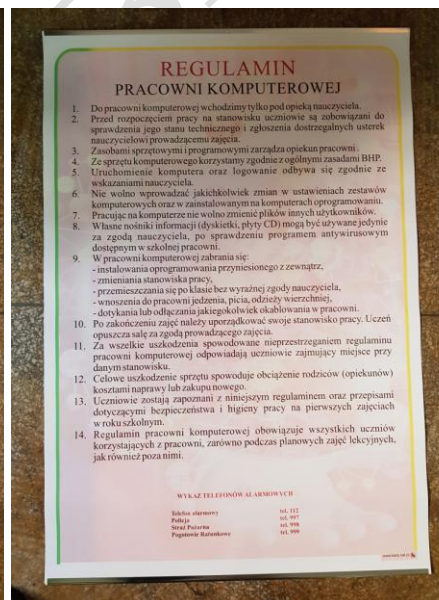 REGULAMIN
PRACOWNI KOMPUTEROWEJ
1. Do pracowni komputerowej wchodzimy tylko pod opieką nauczyciela.
2. Przed rozpoczęciem pracy na stanowisku uczniowie są zobowiązani do
sprawdzenia jego stanu technicznego i zgłoszenia dostrzegalnych usterek
nauczycielowi prowadzącemu zajęcia.
3. Zasobami sprzętowymi i programowymi zarządza opiekun pracowni.
4. Ze sprzętu komputerowego korzystamy zgodnie z ogólnymi zasadami BHP.
5. Uruchomienie komputera oraz logowanie odbywa się zgodnie ze
wskazaniami nauczyciela.
6. Nie wolno wprowadzać jakichkolwiek zmian w ustawieniach zestawów
komputerowych oraz w zainstalowanym na komputerach oprogramowaniu.
7. Pracując na komputerze nie wolno zmienić plików innych użytkowników.
8. Własne nośniki informacji (dyskietki, płyty CD) mogą być używane jedynie
za zgodą nauczyciela, po sprawdzeniu programem antywirusowym
dostępnym w szkolnej pracowni.
9. W pracowni komputerowej zabrania się:
- instalowania oprogramowania przyniesionego z zewnątrz,
- zmieniania stanowiska pracy,
- przemieszczania się po klasie bez wyraźnej zgody nauczyciela,
- wnoszenia do pracowni jedzenia, picia, odzieży wierzchniej,
- dotykania lub odłączania jakiegokolwiek okablowania w pracowni.
10. Po zakończeniu zajęć należy uporządkować swoje stanowisko pracy. Uczeń
opuszcza salę za zgodą prowadzącego zajęcia.
11. Za wszelkie uszkodzenia spowodowane nieprzestrzeganiem regulaminu
pracowni komputerowej odpowiadają uczniowie zajmujący miejsce przy
danym stanowisku.
12. Celowe uszkodzenie sprzętu spowoduje obciążenie rodziców (opiekunów)
kosztami naprawy lub zakupu nowego.
13. Uczniowie zostają zapoznani z niniejszym regulaminem oraz przepisami
dotyczącymi bezpieczeństwa i higieny pracy na pierwszych zajęciach
w roku szkolnym.
14. Regulamin pracowni komputerowej obowiązuje wszystkich uczniów
korzystających z pracowni, zarówno podczas planowych zajęć lekcyjnych,
jak również poza nimi.
WYKAZ TELEFONÓW ALARMOWYCH
Telefon alarmowy tel. 112
Policja tel. 997
Straż Pożarna tel. 998
Pogotowie Ratunkowe tel. 999